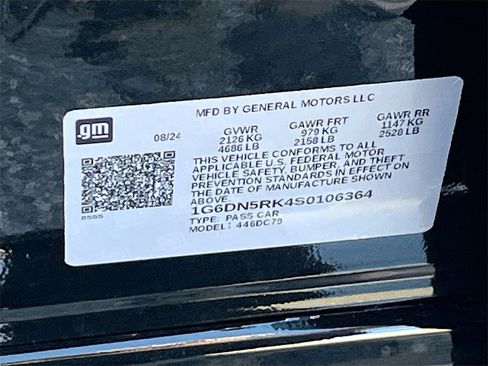 MFD BY GENERAL MOTORS LLC
gm
08/24 GVWR GAWR FRT GAWR RR
2126 KG 979 KG 1147 KG
4686 LB 2158 LB 2528 LB
THIS VEHICLE CONFORMS TO ALL
APPLICABLE U.S. FEDERAL MOTOR
VEHICLE SAFETY, BUMPER, AND THEFT
PREVENTION STANDARDS IN EFFECT ON
THE DATE OF MANUFACTURE SHOWN
ABOVE.
1G6DN5RK4S0106364
TYPE: PASS CAR
MODEL: 446DC79